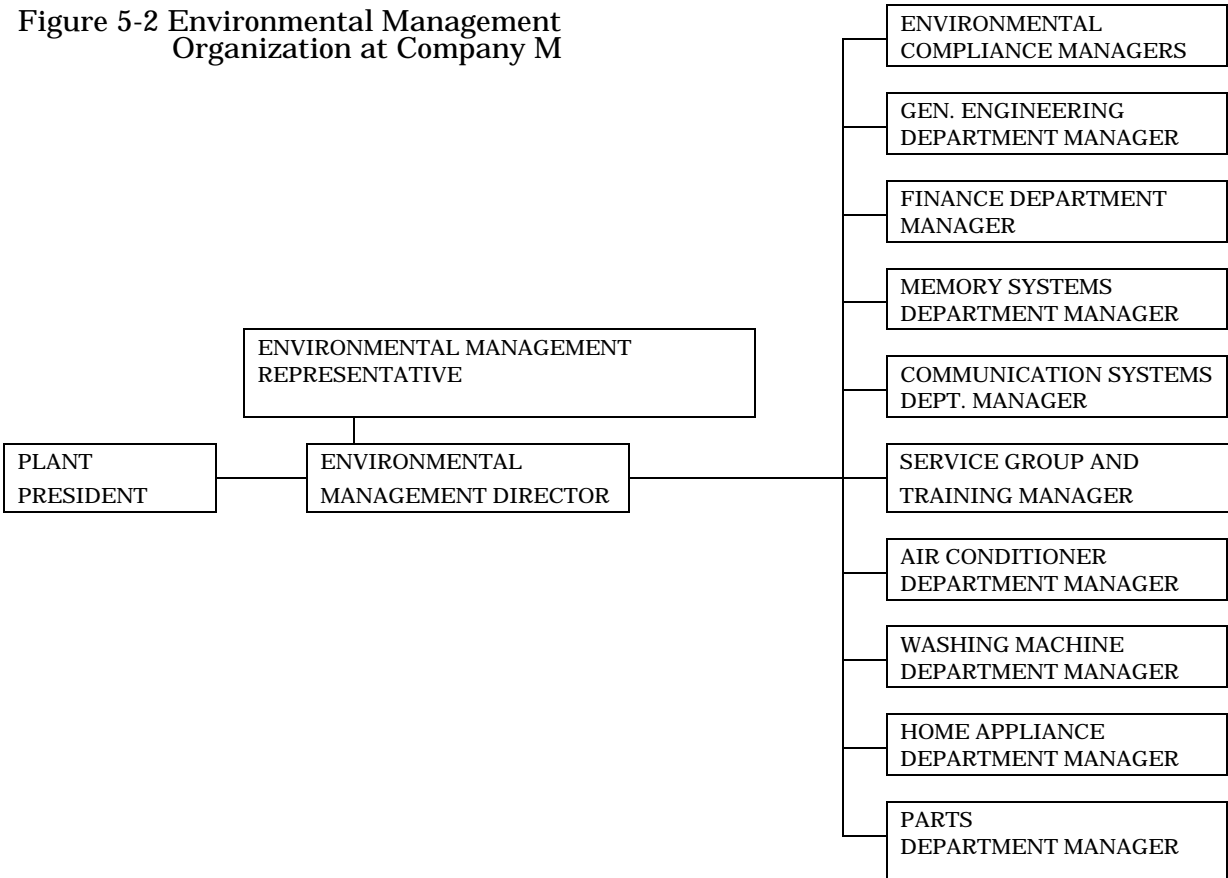 Figure 5-2 Environmental Management
Organization at Company M
ENVIRONMENTAL MANAGEMENT
REPRESENTATIVE
PLANT
PRESIDENT
ENVIRONMENTAL
MANAGEMENT DIRECTOR
ENVIRONMENTAL
COMPLIANCE MANAGERS
GEN. ENGINEERING
DEPARTMENT MANAGER
FINANCE DEPARTMENT
MANAGER
MEMORY SYSTEMS
DEPARTMENT MANAGER
COMMUNICATION SYSTEMS
DEPT. MANAGER
SERVICE GROUP AND
TRAINING MANAGER
AIR CONDITIONER
DEPARTMENT MANAGER
WASHING MACHINE
DEPARTMENT MANAGER
HOME APPLIANCE
DEPARTMENT MANAGER
PARTS
DEPARTMENT MANAGER